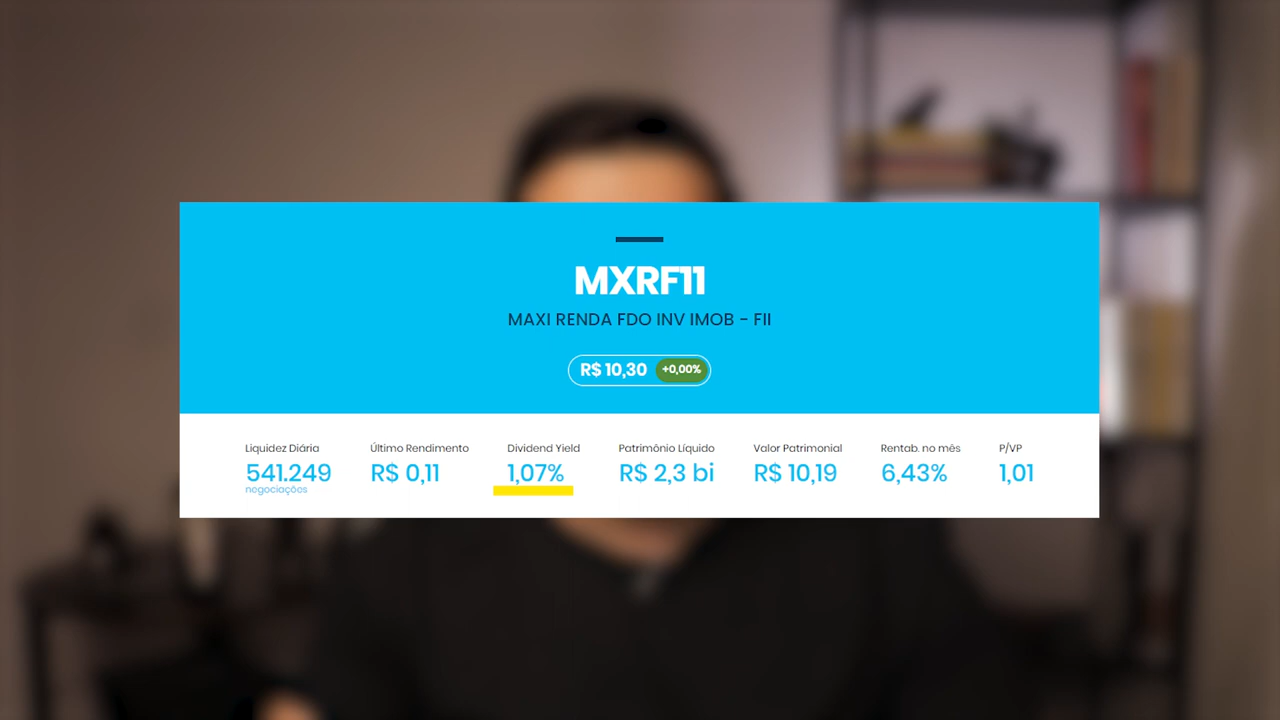 MXRF11
MAXI RENDA FDO INV IMOB - FII
R$ 10,30 +0,00%
Liquidez Diária
541.249
negociações
Último Rendimento
R$ 0,11
Dividend Yield
1,07%
Patrimônio Líquido
R$ 2,3 bi
Valor Patrimonial
R$ 10,19
Rentab. no mês
6,43%
P/VP
1,01